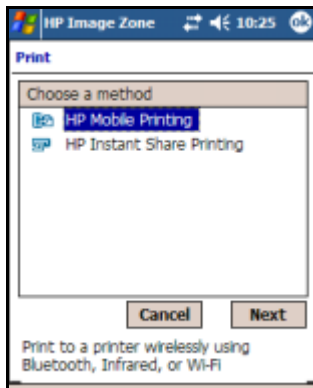 HP Image Zone 10:25 ok
Print
Choose a method
HP Mobile Printing
HP Instant Share Printing
Cancel Next
Print to a printer wirelessly using
Bluetooth, Infrared, or Wi-Fi